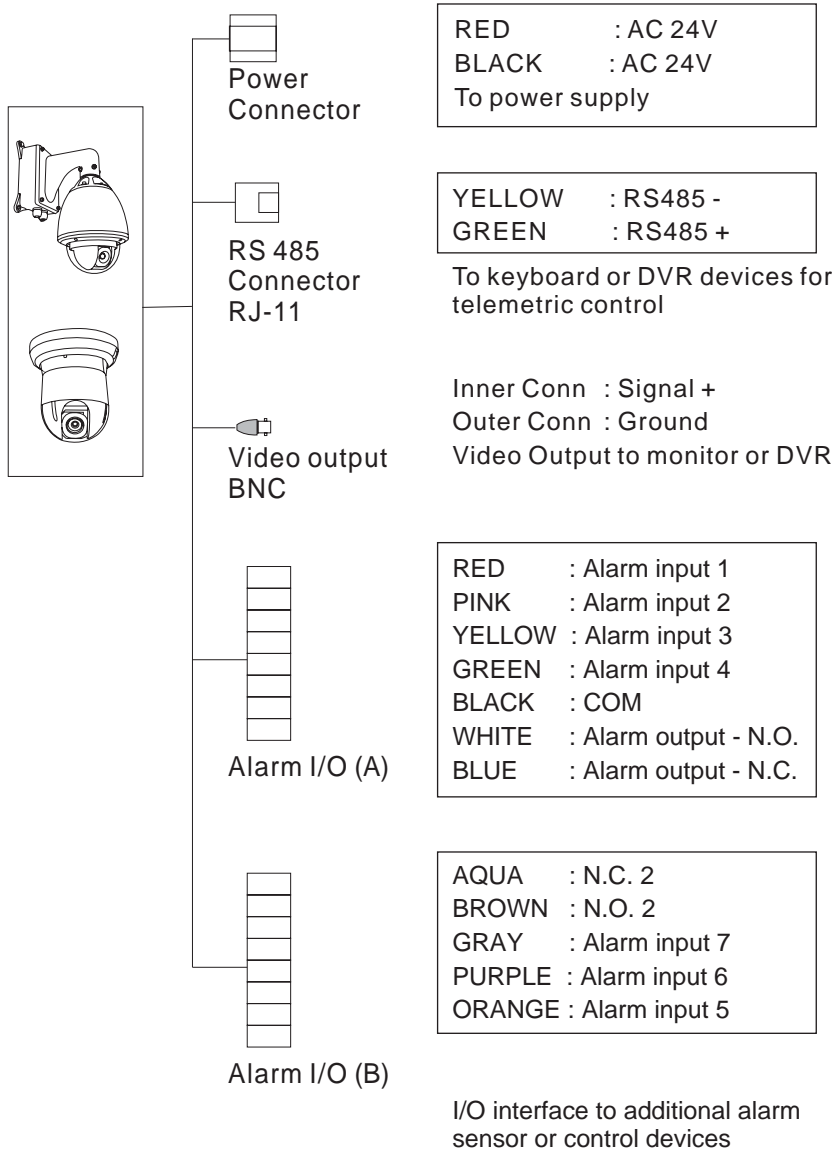 Power
Connector
RED : AC 24V
BLACK : AC 24V
To power supply
RS 485
Connector
RJ-11
YELLOW : RS485 -
GREEN : RS485 +
To keyboard or DVR devices for
telemetric control
Video output
BNC
Inner Conn : Signal +
Outer Conn : Ground
Video Output to monitor or DVR
Alarm I/O (A)
RED : Alarm input 1
PINK : Alarm input 2
YELLOW : Alarm input 3
GREEN : Alarm input 4
BLACK : COM
WHITE : Alarm output - N.O.
BLUE : Alarm output - N.C.
Alarm I/O (B)
AQUA : N.C. 2
BROWN : N.O. 2
GRAY : Alarm input 7
PURPLE : Alarm input 6
ORANGE : Alarm input 5
I/O interface to additional alarm
sensor or control devices